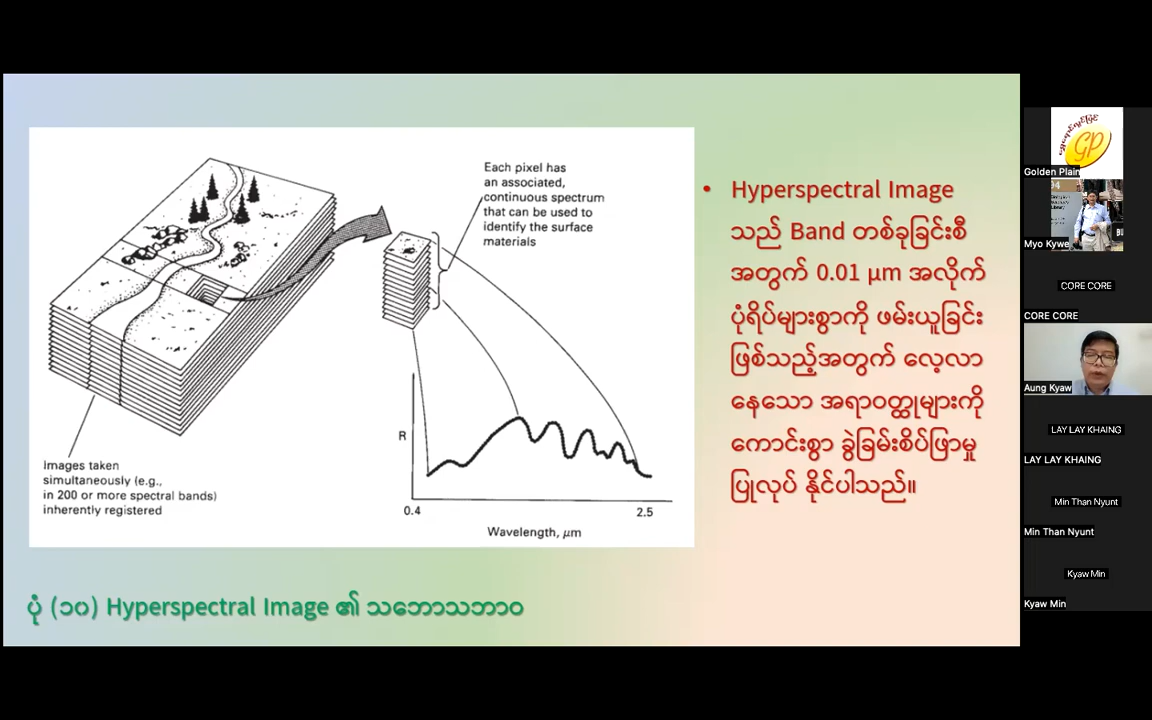 Each pixel has
an associated,
continuous spectrum
that can be used to
identify the surface
materials
Images taken
simultaneously (e.g.,
in 200 or more spectral bands)
inherently registered
R
0.4
2.5
Wavelength, μm
• Hyperspectral Image
သည် Band တစ်ခုခြင်းစီ
အတွက် 0.01 μm အလိုက်
ပုံရိပ်များစွာကို ဖမ်းယူခြင်း
ဖြစ်သည့်အတွက် လေ့လာ
နေသော အရာဝတ္ထုများကို
ကောင်းစွာ ခွဲခြမ်းစိပ်ဖြာမှု
ပြုလုပ် နိုင်ပါသည်။
ပုံ (၁၀) Hyperspectral Image ၏ သဘောသဘာဝ
GP
Golden Plain
Myo Kywe
CORE CORE
CORE CORE
Aung Kyaw
LAY LAY KHAING
LAY LAY KHAING
Min Than Nyunt
Min Than Nyunt
Kyaw Min
Kyaw Min